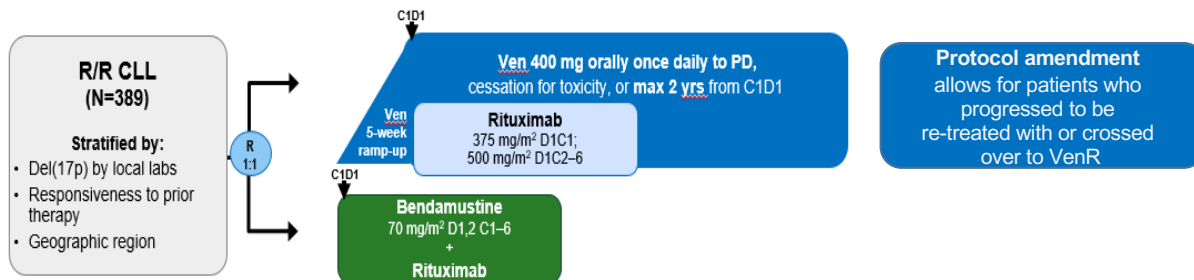 R/R CLL
(N=389)
Stratified by:
• Del(17p) by local labs
• Responsiveness to prior
therapy
• Geographic region
R
1:1
C1D1
Ven 400 mg orally once daily to PD,
cessation for toxicity, or max 2 yrs from C1D1
Ven
5-week
ramp-up
Rituximab
375 mg/m² D1C1;
500 mg/m² D1C2–6
C1D1
Bendamustine
70 mg/m² D1,2 C1–6
+
Rituximab
Protocol amendment
allows for patients who
progressed to be
re-treated with or crossed
over to VenR